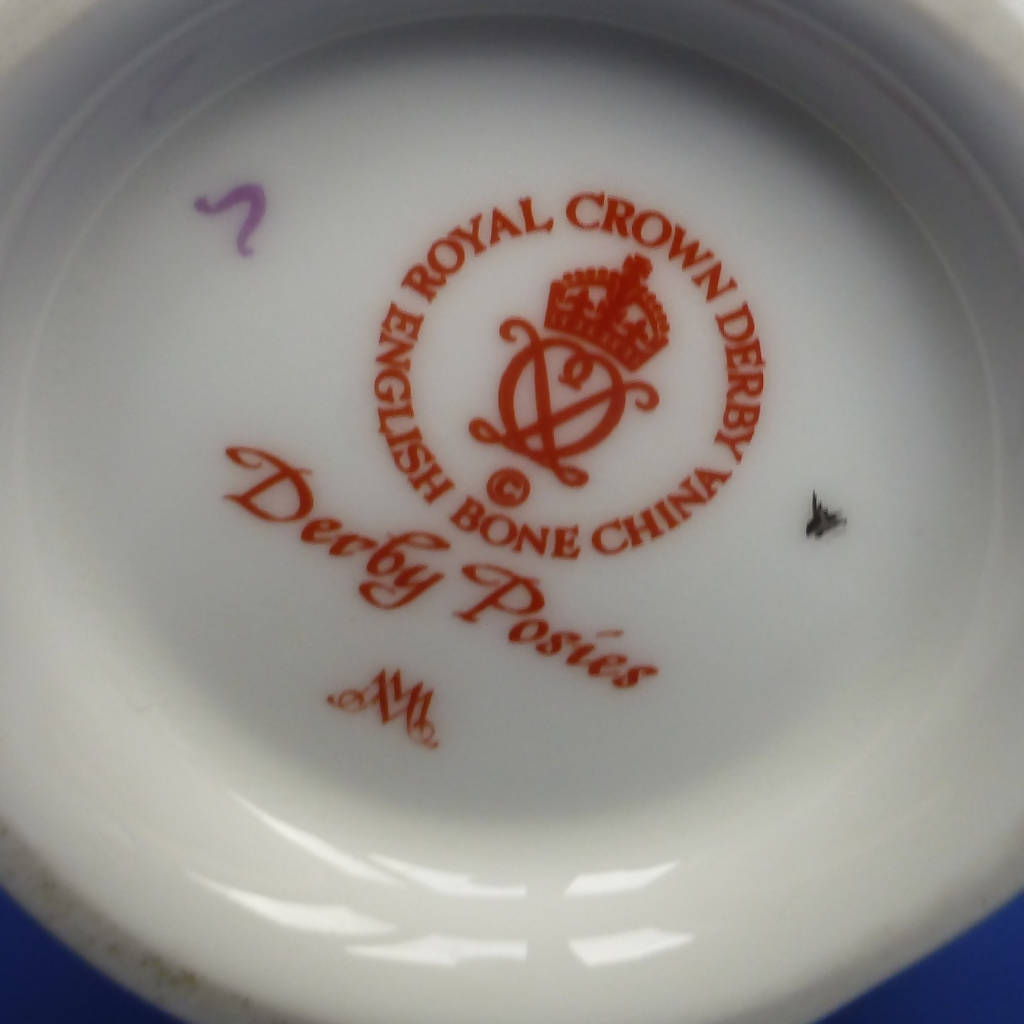 ROYAL CROWN DERBY
ENGLISH BONE CHINA
©
Derby Posies